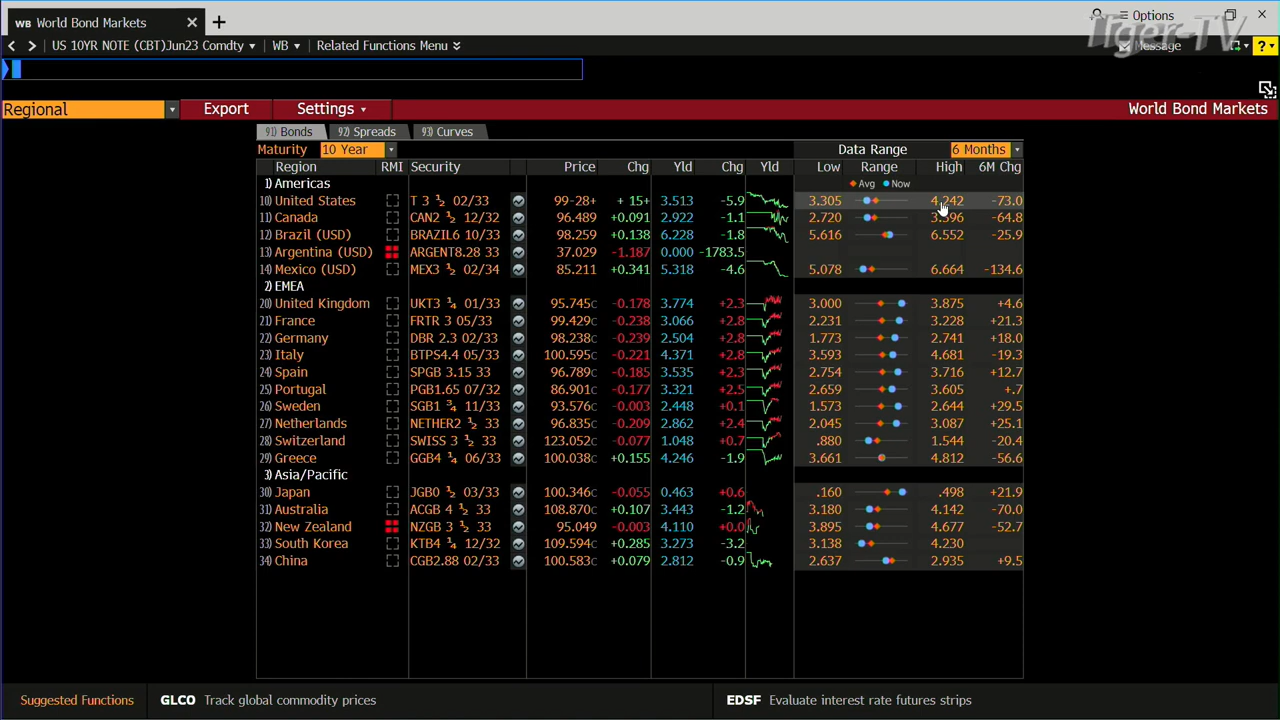 WB World Bond Markets × +
Options
Tiger-TV
< > US 10YR NOTE (CBT)Jun23 Comdty WB Related Functions Menu Message ?
Regional Export Settings World Bond Markets
91) Bonds 92) Spreads 93) Curves
Maturity 10 Year Data Range 6 Months
Region RMI Security Price Chg Yld Chg Yld Low Range High 6M Chg
1) Americas Avg Now
10) United States T 3 ½ 02/33 99-28+ + 15+ 3.513 -5.9 3.305 4.242 -73.0
11) Canada CAN2 ½ 12/32 96.489 +0.091 2.922 -1.1 2.720 3.596 -64.8
12) Brazil (USD) BRAZIL6 10/33 98.259 +0.138 6.228 -1.8 5.616 6.552 -25.9
13) Argentina (USD) ARGENT8.28 33 37.029 -1.187 0.000 -1783.5
14) Mexico (USD) MEX3 ½ 02/34 85.211 +0.341 5.318 -4.6 5.078 6.664 -134.6
2) EMEA
20) United Kingdom UKT3 ¼ 01/33 95.745C -0.178 3.774 +2.3 3.000 3.875 +4.6
21) France FRTR 3 05/33 99.429C -0.238 3.066 +2.8 2.231 3.228 +21.3
22) Germany DBR 2.3 02/33 98.238C -0.239 2.504 +2.8 1.773 2.741 +18.0
23) Italy BTPS4.4 05/33 100.595C -0.221 4.371 +2.8 3.593 4.681 -19.3
24) Spain SPGB 3.15 33 96.789C -0.185 3.535 +2.3 2.754 3.716 +12.7
25) Portugal PGB1.65 07/32 86.901C -0.177 3.321 +2.5 2.659 3.605 +.7
26) Sweden SGB1 ¾ 11/33 93.576C -0.003 2.448 +0.1 1.573 2.644 +29.5
27) Netherlands NETHER2 ½ 33 96.835C -0.209 2.862 +2.4 2.045 3.087 +25.1
28) Switzerland SWISS 3 ½ 33 123.052C -0.077 1.048 +0.7 .880 1.544 -20.4
29) Greece GGB4 ¼ 06/33 100.038C +0.155 4.246 -1.9 3.661 4.812 -56.6
3) Asia/Pacific
30) Japan JGB0 ½ 03/33 100.346C -0.055 0.463 +0.6 .160 .498 +21.9
31) Australia ACGB 4 ½ 33 108.870C +0.107 3.443 -1.2 3.180 4.142 -70.0
32) New Zealand NZGB 3 ½ 33 95.049 -0.003 4.110 +0.0 3.895 4.677 -52.7
33) South Korea KTB4 ¼ 12/32 109.594C +0.285 3.273 -3.2 3.138 4.230
34) China CGB2.88 02/33 100.583C +0.079 2.812 -0.9 2.637 2.935 +9.5
Suggested Functions GLCO Track global commodity prices EDSF Evaluate interest rate futures strips